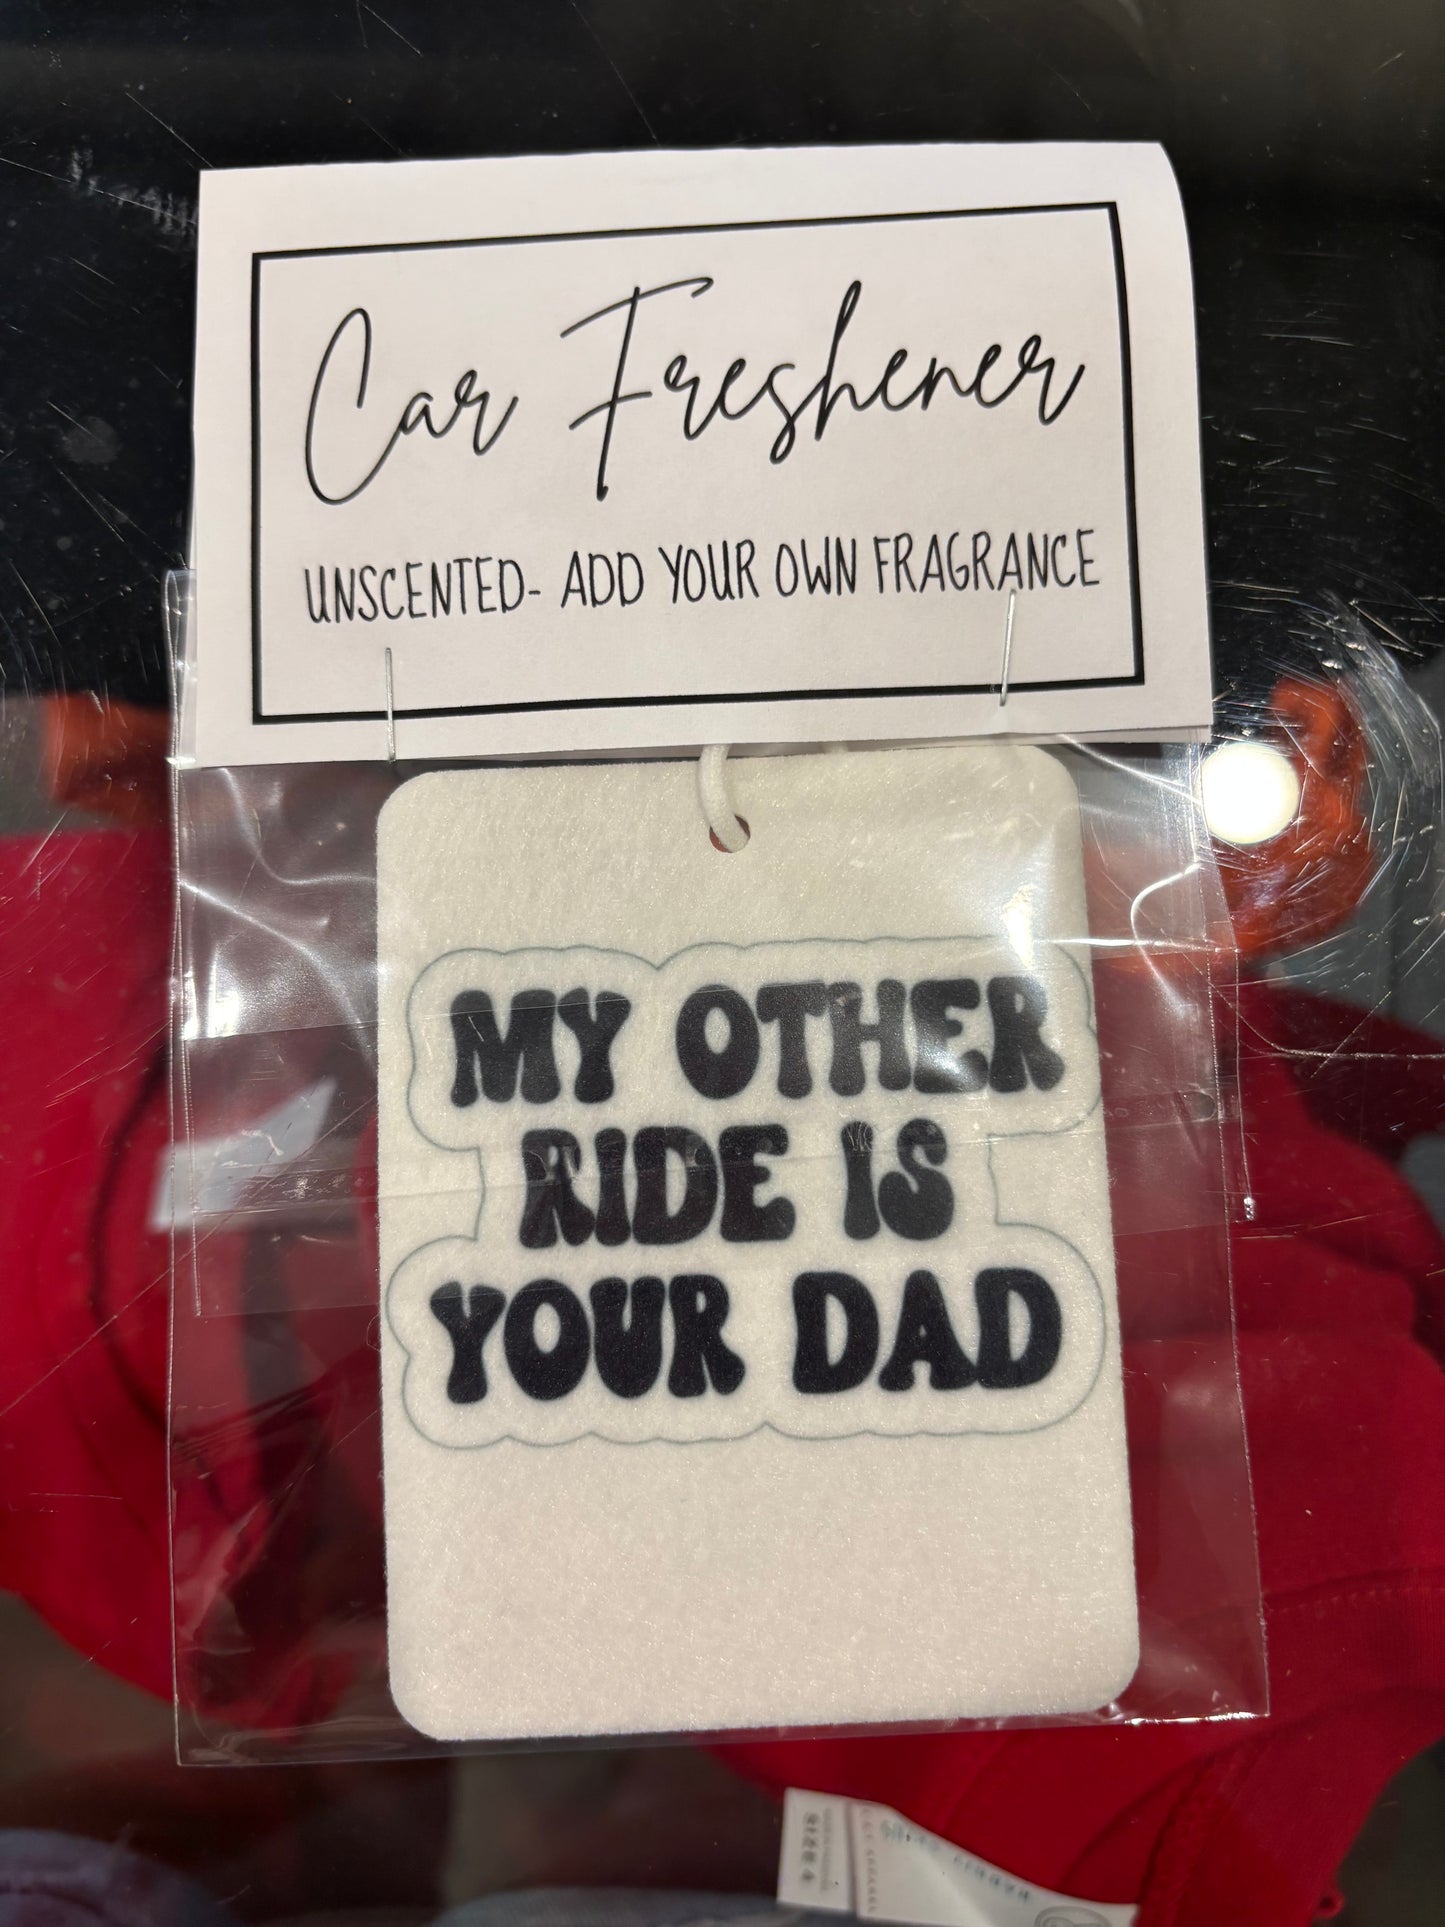 Car Freshener
UNSCENTED- ADD YOUR OWN FRAGRANCE
MY OTHER
RIDE IS
YOUR DAD